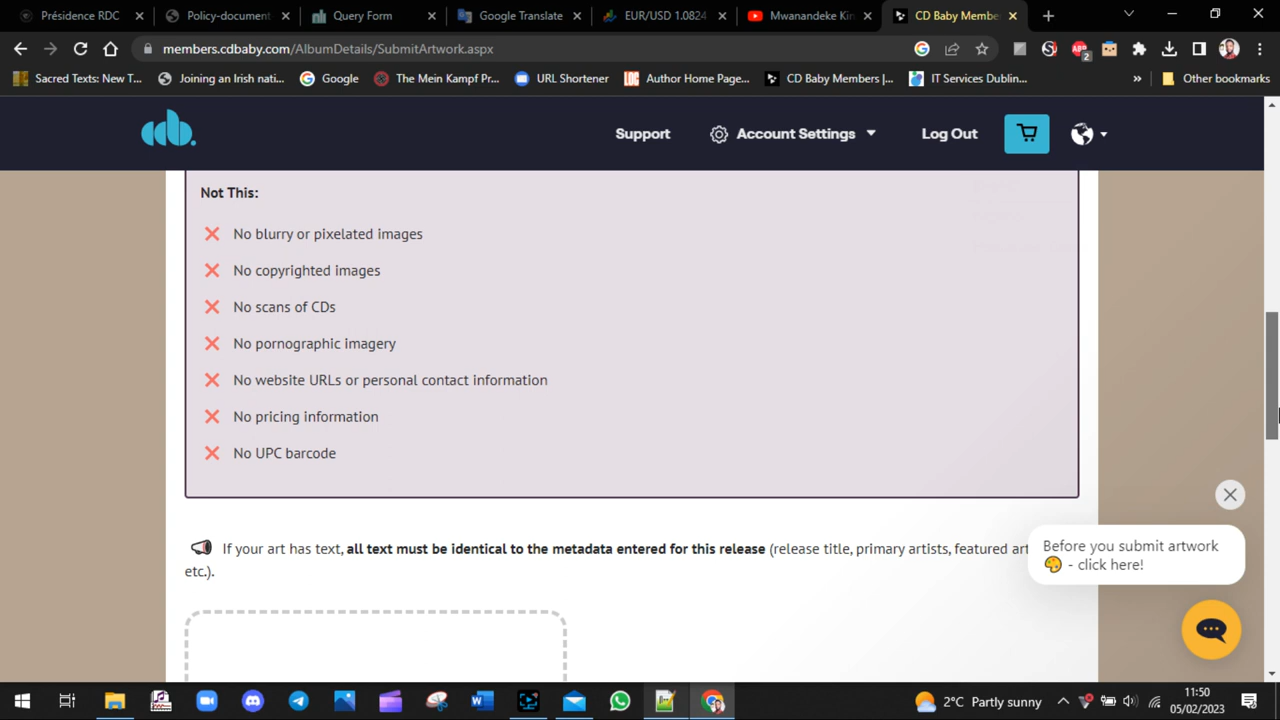 Présidence RDC
Policy-document
Query Form
Google Translate
EUR/USD 1.0824
Mwanandeke Kin
CD Baby Membe
members.cdbaby.com/AlbumDetails/SubmitArtwork.aspx
2
Sacred Texts: New T...
Joining an Irish nati...
Google
The Mein Kampf Pr...
URL Shortener
Author Home Page...
CD Baby Members |...
IT Services Dublin...
»
Other bookmarks
Support
Account Settings
Log Out
Not This:
No blurry or pixelated images
No copyrighted images
No scans of CDs
No pornographic imagery
No website URLs or personal contact information
No pricing information
No UPC barcode
If your art has text, all text must be identical to the metadata entered for this release (release title, primary artists, featured art
etc.).
Before you submit artwork
- click here!
2°C Partly sunny
11:50
05/02/2023